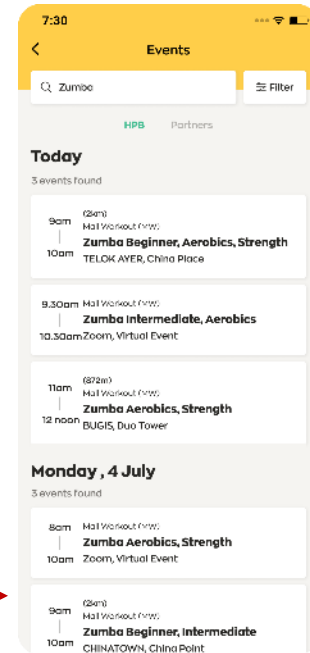 7:30
Events
Zumba
Filter
HPB Partners
Today
3 events found
(2km)
9am Mall Workout (MW)
Zumba Beginner, Aerobics, Strength
10am TELOK AYER, China Place
9.30am Mall Workout (MW)
Zumba Intermediate, Aerobics
10.30am Zoom, Virtual Event
(872m)
11am Mall Workout (MW)
Zumba Aerobics, Strength
12 noon BUGIS, Duo Tower
Monday , 4 July
3 events found
8am Mall Workout (MW)
Zumba Aerobics, Strength
10am Zoom, Virtual Event
(2km)
9am Mall Workout (MW)
Zumba Beginner, Intermediate
10am CHINATOWN, China Point